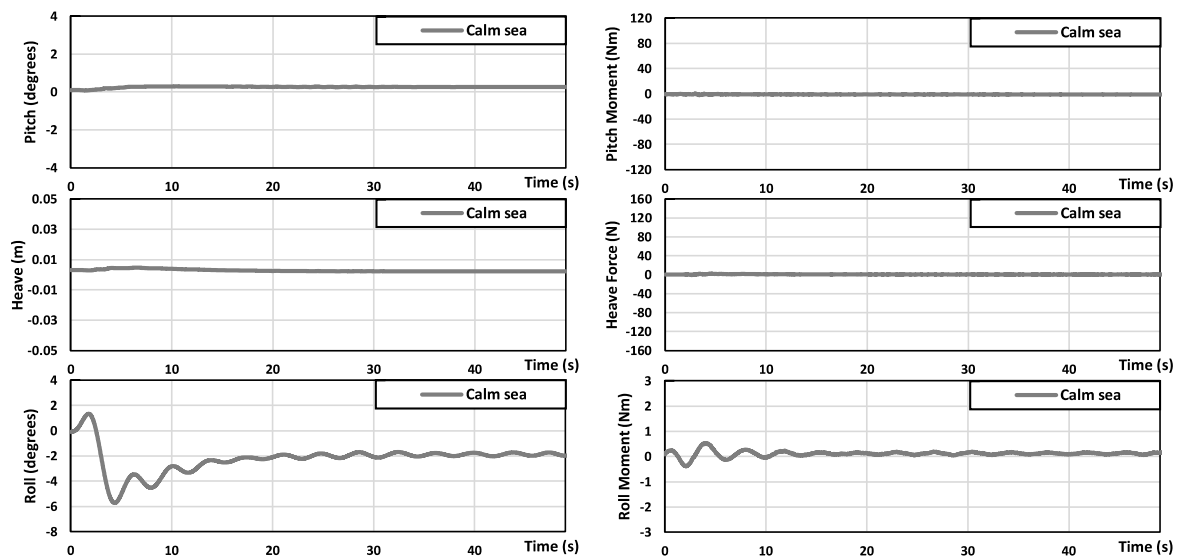 Pitch (degrees)
4
2
0
-2
-4
Calm sea
0 10 20 30 40 Time (s)
Pitch Moment (Nm)
120
80
40
0
-40
-80
-120
Calm sea
0 10 20 30 40 Time (s)
Heave (m)
0.05
0.03
0.01
-0.01
-0.03
-0.05
Calm sea
0 10 20 30 40 Time (s)
Heave Force (N)
160
120
80
40
0
-40
-80
-120
-160
Calm sea
0 10 20 30 40 Time (s)
Roll (degrees)
4
2
0
-2
-4
-6
-8
Calm sea
0 10 20 30 40 Time (s)
Roll Moment (Nm)
3
2
1
0
-1
-2
-3
Calm sea
0 10 20 30 40 Time (s)